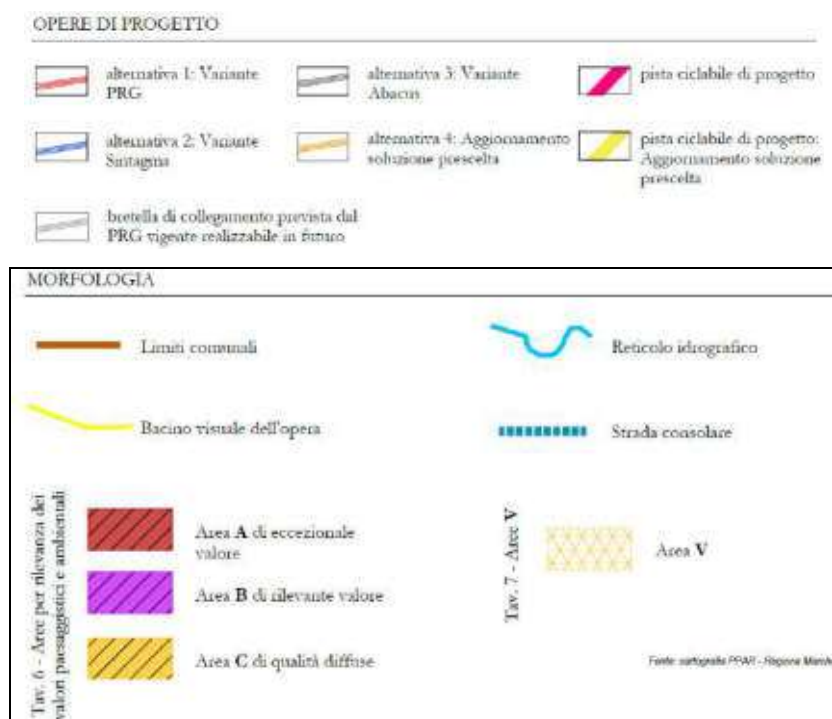 OPERE DI PROGETTO
alternativa 1: Variante
PRG
alternativa 3: Variante
Abacus
pista ciclabile di progetto
alternativa 2: Variante
Sintagma
alternativa 4: Aggiornamento
soluzione prescelta
pista ciclabile di progetto:
Aggiornamento soluzione
prescelta
bretella di collegamento prevista dal
PRG vigente realizzabile in futuro
MORFOLOGIA
Limiti comunali
Reticolo idrografico
Bacino visuale dell'opera
Strada consolare
Tav. 6 - Aree per rilevanza dei
valori paesaggistici e ambientali
Area A di eccezionale
valore
Area B di rilevante valore
Area C di qualità diffuse
Tav. 7 - Aree V
Area V
Fonte: cartografia PPAR - Regione Marche